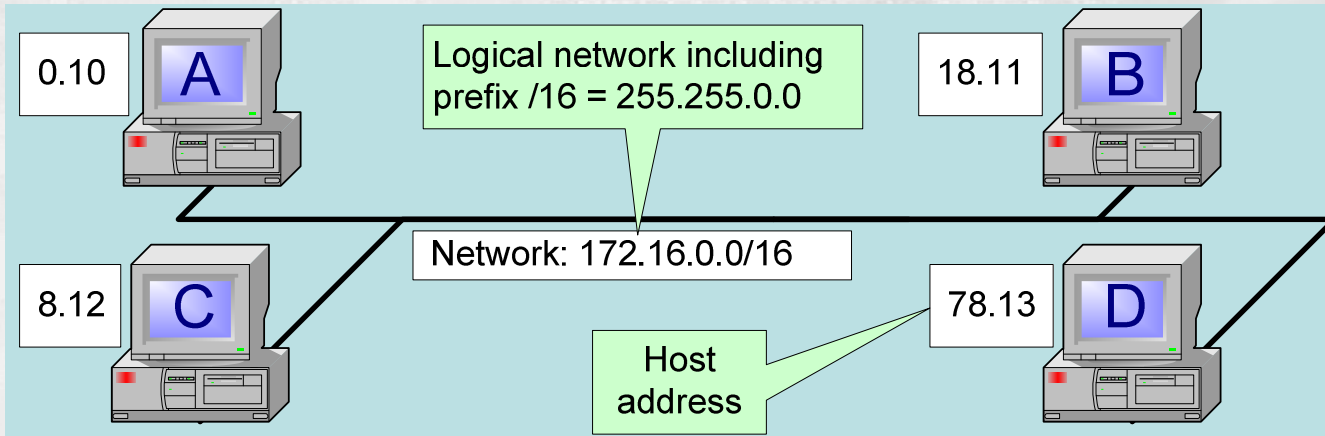 0.10
A
Logical network including
prefix /16 = 255.255.0.0
18.11
B
Network: 172.16.0.0/16
8.12
C
78.13
D
Host
address